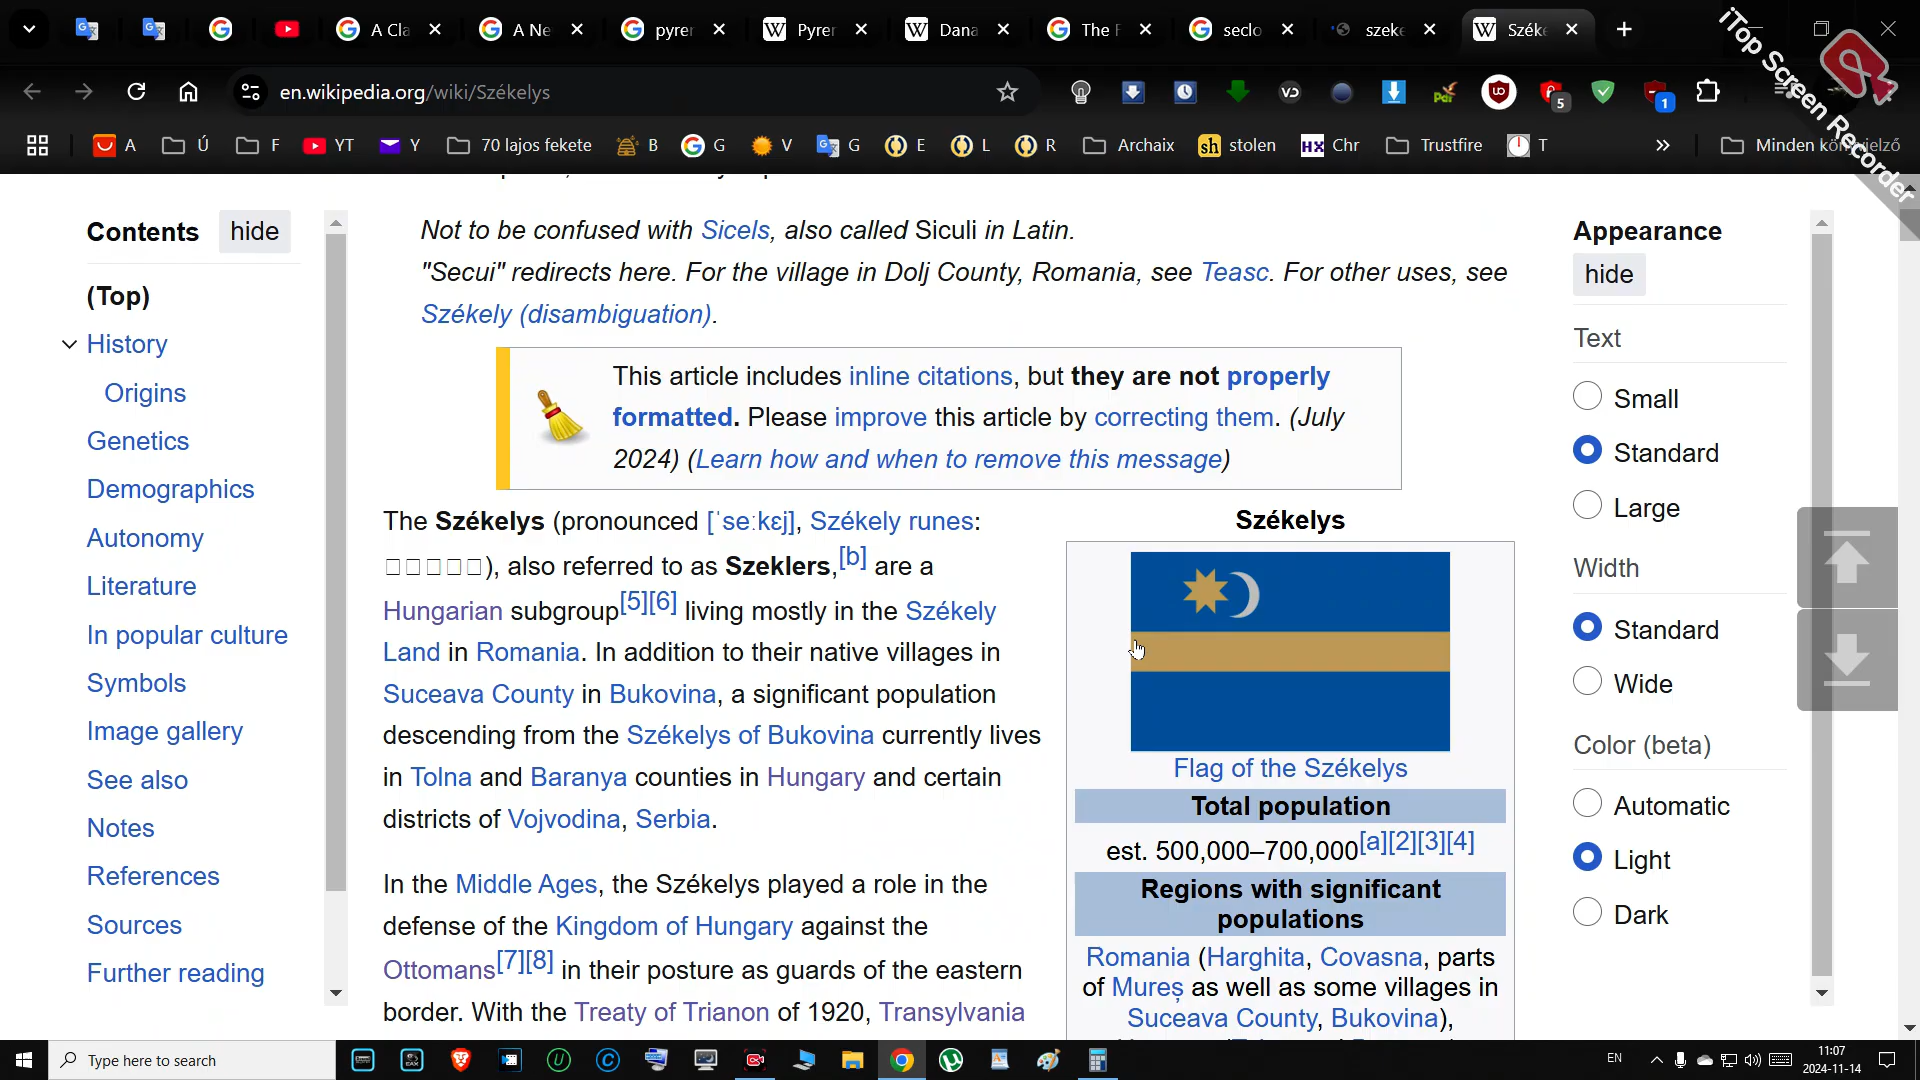 A Cla
A Ne
pyrer
Pyrer
Dana
The F
seclo
szeke
Széke
iTop Screen Recorder
en.wikipedia.org/wiki/Székelys
5
1
A
Ú
F
YT
Y
70 lajos fekete
B
G
V
G
E
L
R
Archaix
stolen
Chr
Trustfire
T
Contents
hide
(Top)
History
Origins
Genetics
Demographics
Autonomy
Literature
In popular culture
Symbols
Image gallery
See also
Notes
References
Sources
Further reading
Not to be confused with Sicels, also called Siculi in Latin.
"Secui" redirects here. For the village in Dolj County, Romania, see Teasc. For other uses, see
Székely (disambiguation).
This article includes inline citations, but they are not properly
formatted. Please improve this article by correcting them. (July
2024) (Learn how and when to remove this message)
The Székelys (pronounced [ˈseːkɛj], Székely runes:
□□□□□), also referred to as Szeklers,[b] are a
Hungarian subgroup[5][6] living mostly in the Székely
Land in Romania. In addition to their native villages in
Suceava County in Bukovina, a significant population
descending from the Székelys of Bukovina currently lives
in Tolna and Baranya counties in Hungary and certain
districts of Vojvodina, Serbia.
In the Middle Ages, the Székelys played a role in the
defense of the Kingdom of Hungary against the
Ottomans[7][8] in their posture as guards of the eastern
border. With the Treaty of Trianon of 1920, Transylvania
Székelys
Flag of the Székelys
Total population
est. 500,000–700,000[a][2][3][4]
Regions with significant
populations
Romania (Harghita, Covasna, parts
of Mureș as well as some villages in
Suceava County, Bukovina),
Appearance
hide
Text
Small
Standard
Large
Width
Standard
Wide
Color (beta)
Automatic
Light
Dark
Type here to search
EN
11:07
2024-11-14